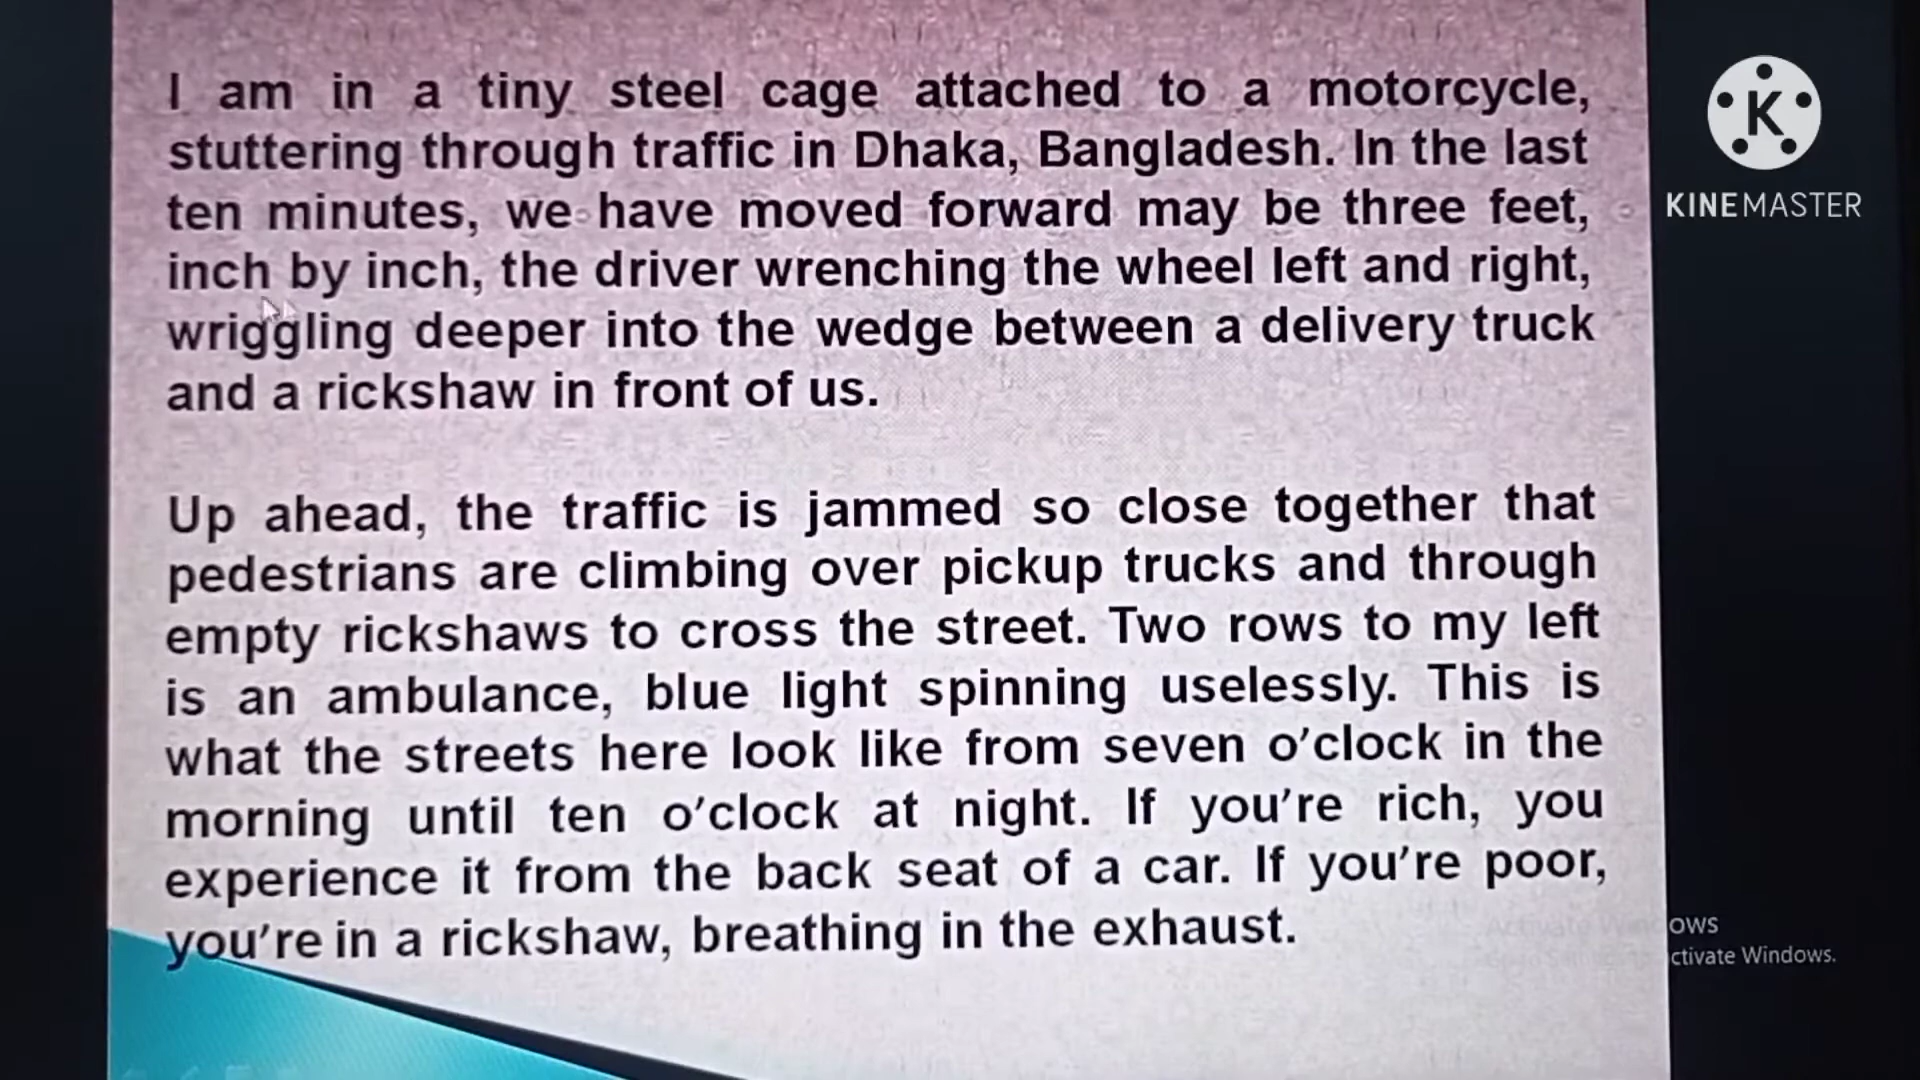 I am in a tiny steel cage attached to a motorcycle,
stuttering through traffic in Dhaka, Bangladesh. In the last
ten minutes, we have moved forward may be three feet,
inch by inch, the driver wrenching the wheel left and right,
wriggling deeper into the wedge between a delivery truck
and a rickshaw in front of us.
Up ahead, the traffic is jammed so close together that
pedestrians are climbing over pickup trucks and through
empty rickshaws to cross the street. Two rows to my left
is an ambulance, blue light spinning uselessly. This is
what the streets here look like from seven o'clock in the
morning until ten o'clock at night. If you're rich, you
experience it from the back seat of a car. If you're poor,
you're in a rickshaw, breathing in the exhaust.
K
KINEMASTER
Activate Windows
ctivate Windows.